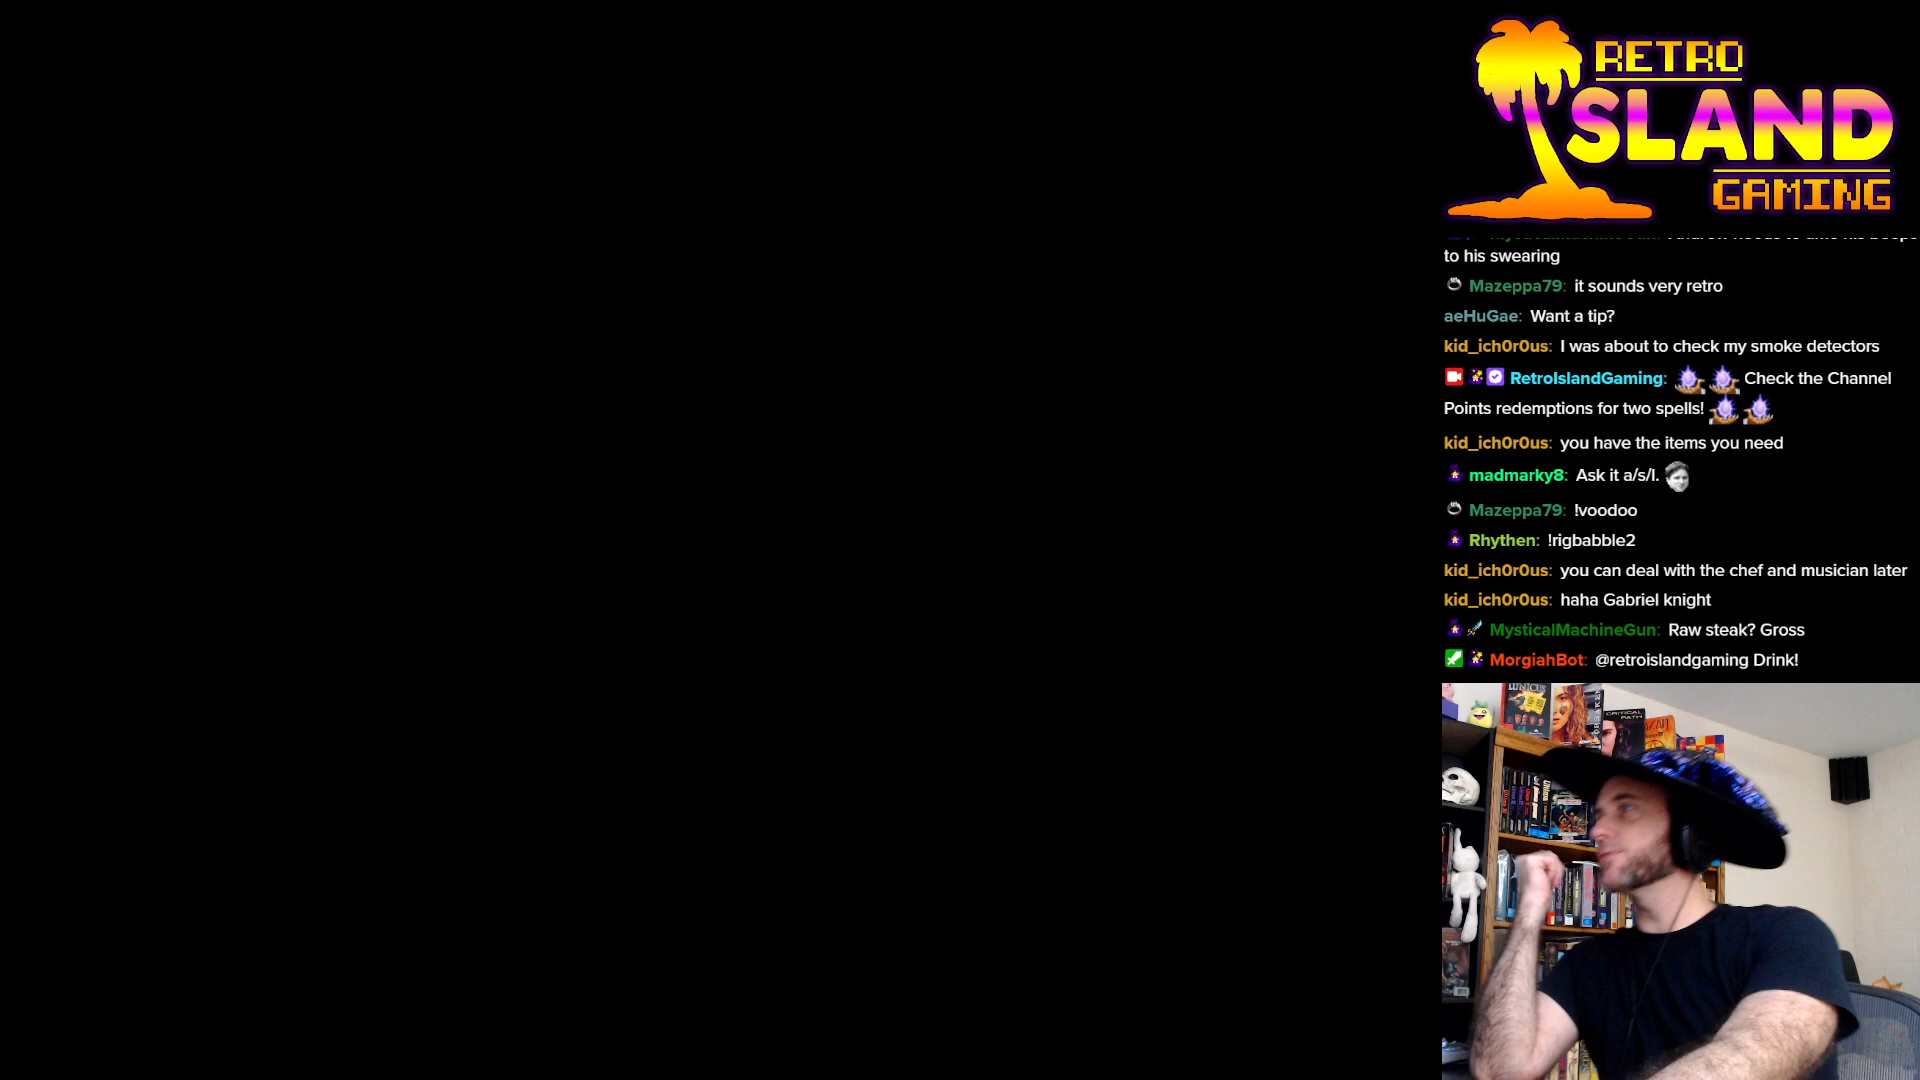 RETRO
ISLAND
GAMING
to his swearing
Mazeppa79: it sounds very retro
aeHuGae: Want a tip?
kid_ich0r0us: I was about to check my smoke detectors
RetroIslandGaming: Check the Channel
Points redemptions for two spells!
kid_ich0r0us: you have the items you need
madmarky8: Ask it a/s/l.
Mazeppa79: !voodoo
Rhythen: !rigbabble2
kid_ich0r0us: you can deal with the chef and musician later
kid_ich0r0us: haha Gabriel knight
MysticalMachineGun: Raw steak? Gross
MorgiahBot: @retroislandgaming Drink!
LUNICUS
CRITICAL
PATH